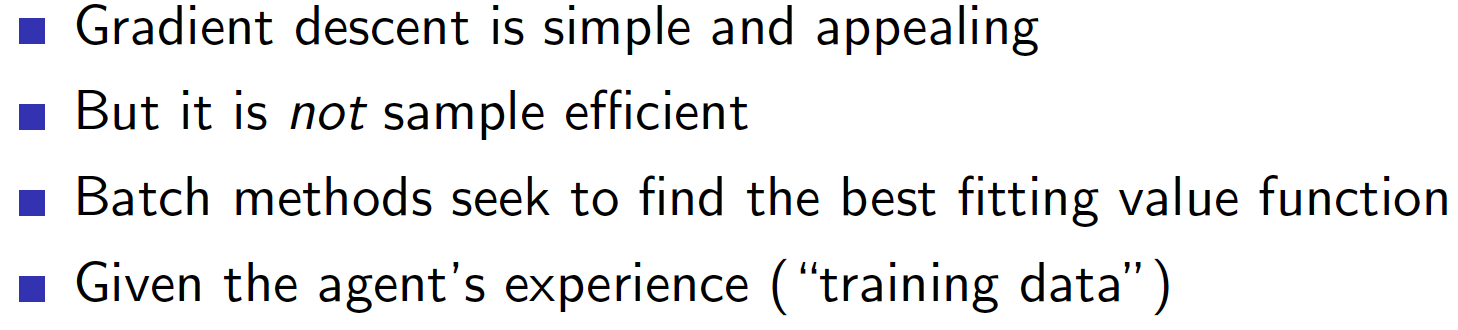 Gradient descent is simple and appealing
But it is not sample efficient
Batch methods seek to find the best fitting value function
Given the agent’s experience (“training data”)